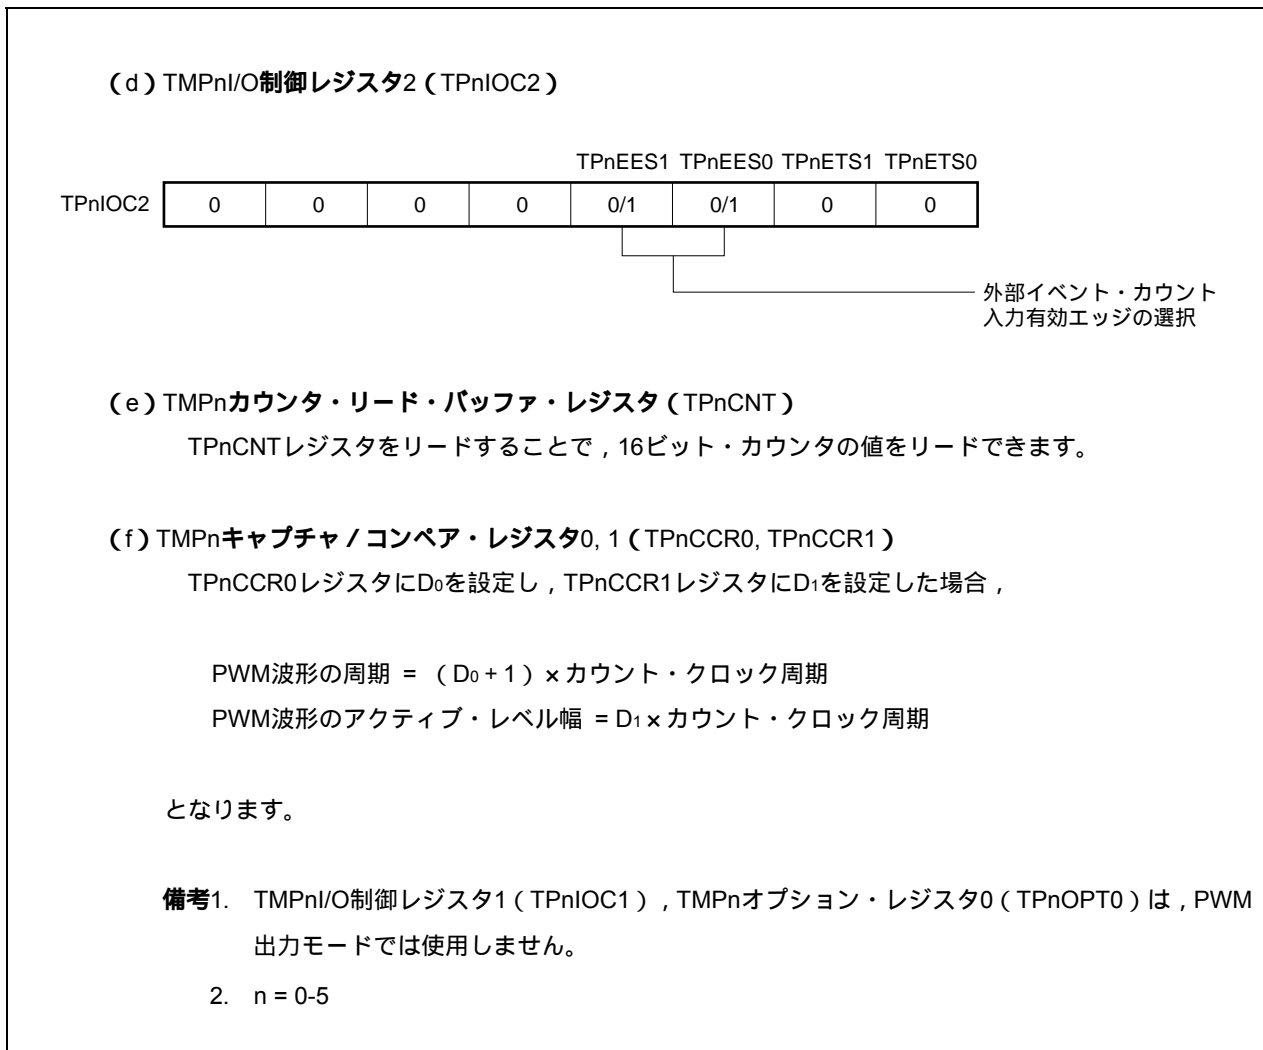 （d）TMPnI/O制御レジスタ2（TPnIOC2）
TPnEES1 TPnEES0 TPnETS1 TPnETS0
TPnIOC2 0 0 0 0 0/1 0/1 0 0
外部イベント・カウント
入力有効エッジの選択
（e）TMPnカウンタ・リード・バッファ・レジスタ（TPnCNT）
TPnCNTレジスタをリードすることで，16ビット・カウンタの値をリードできます。
（f）TMPnキャプチャ／コンペア・レジスタ0, 1（TPnCCR0, TPnCCR1）
TPnCCR0レジスタにD0を設定し，TPnCCR1レジスタにD1を設定した場合，
PWM波形の周期 = （D0 + 1）×カウント・クロック周期
PWM波形のアクティブ・レベル幅 = D1×カウント・クロック周期
となります。
備考1. TMPnI/O制御レジスタ1（TPnIOC1），TMPnオプション・レジスタ0（TPnOPT0）は，PWM
出力モードでは使用しません。
2. n = 0-5